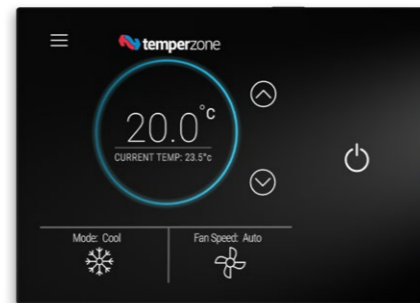 temperzone
20.0°c
CURRENT TEMP: 23.5°c
Mode: Cool
Fan Speed: Auto